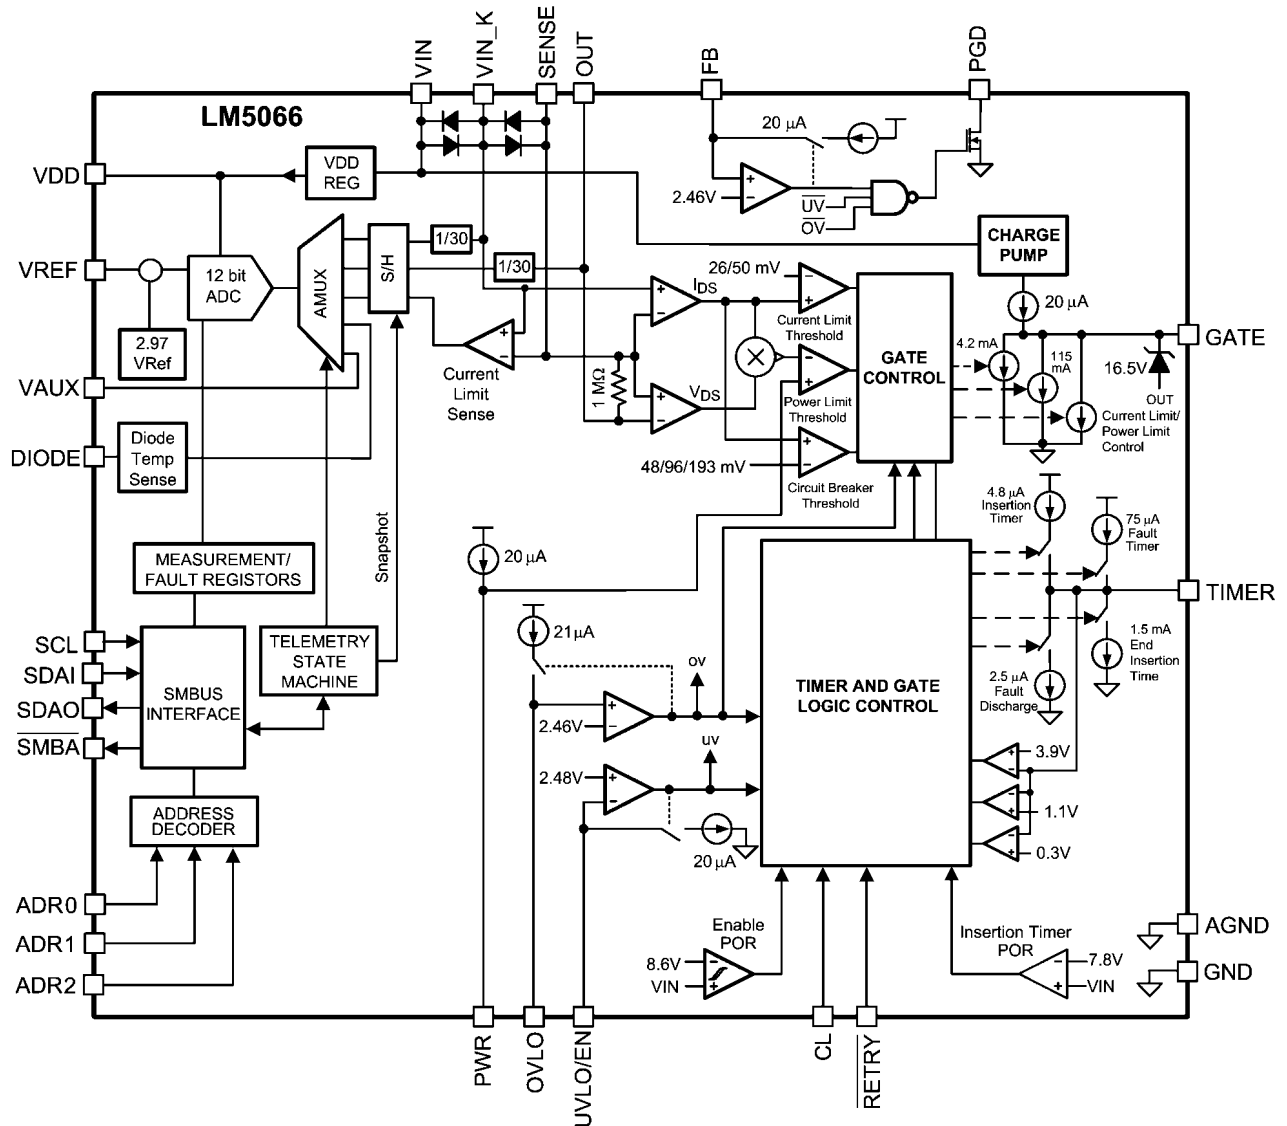 VIN
VIN_K
SENSE
OUT
FB
PGD
LM5066
VDD
VDD
REG
20 µA
2.46V
UV
OV
CHARGE
PUMP
VREF
12 bit
ADC
AMUX
S/H
1/30
1/30
2.97
VRef
VAUX
DIODE
Diode
Temp
Sense
Current
Limit
Sense
1 MΩ
IDS
VDS
26/50 mV
Current Limit
Threshold
Power Limit
Threshold
48/96/193 mV
Circuit Breaker
Threshold
GATE
CONTROL
20 µA
4.2 mA
115
mA
16.5V
OUT
GATE
Current Limit/
Power Limit
Control
Snapshot
MEASUREMENT/
FAULT REGISTORS
SCL
SDAI
SDAO
SMBA
SMBUS
INTERFACE
TELEMETRY
STATE
MACHINE
ADDRESS
DECODER
ADR0
ADR1
ADR2
20 µA
21 µA
2.46V
ov
2.48V
uv
20 µA
TIMER AND GATE
LOGIC CONTROL
4.8 µA
Insertion
Timer
75 µA
Fault
Timer
TIMER
1.5 mA
End
Insertion
Time
2.5 µA
Fault
Discharge
3.9V
1.1V
0.3V
Enable
POR
8.6V
VIN
Insertion Timer
POR
7.8V
VIN
AGND
GND
PWR
OVLO
UVLO/EN
CL
RETRY